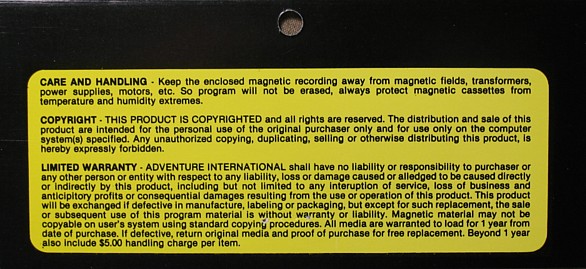 CARE AND HANDLING - Keep the enclosed magnetic recording away from magnetic fields, transformers,
power supplies, motors, etc. So program will not be erased, always protect magnetic cassettes from
temperature and humidity extremes.
COPYRIGHT - THIS PRODUCT IS COPYRIGHTED and all rights are reserved. The distribution and sale of this
product are intended for the personal use of the original purchaser only and for use only on the computer
system(s) specified. Any unauthorized copying, duplicating, selling or otherwise distributing this product, is
hereby expressly forbidden.
LIMITED WARRANTY - ADVENTURE INTERNATIONAL shall have no liability or responsibility to purchaser or
any other person or entity with respect to any liability, loss or damage caused or alledged to be caused directly
or indirectly by this product, including but not limited to any interuption of service, loss of business and
anticipitory profits or consequential damages resulting from the use or operation of this product. This product
will be exchanged if defective in manufacture, labeling or packaging, but except for such replacement, the sale
or subsequent use of this program material is without warranty or liability. Magnetic material may not be
copyable on user's system using standard copying procedures. All media are warranted to load for 1 year from
date of purchase. If defective, return original media and proof of purchase for free replacement. Beyond 1 year
also include $5.00 handling charge per item.